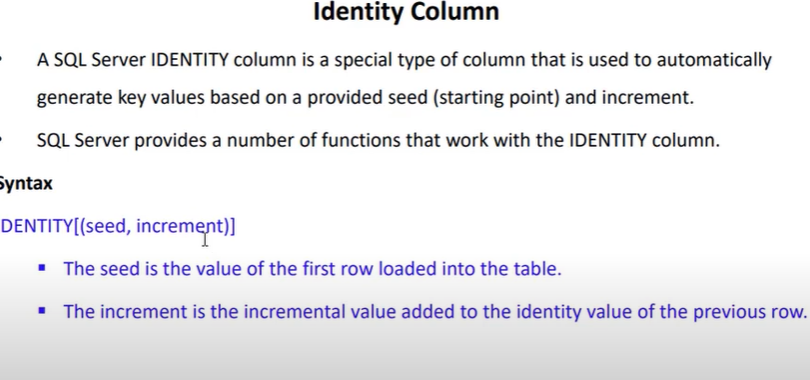 Identity Column
A SQL Server IDENTITY column is a special type of column that is used to automatically
generate key values based on a provided seed (starting point) and increment.
SQL Server provides a number of functions that work with the IDENTITY column.
Syntax
DENTITY[(seed, increment)]
▪ The seed is the value of the first row loaded into the table.
▪ The increment is the incremental value added to the identity value of the previous row.